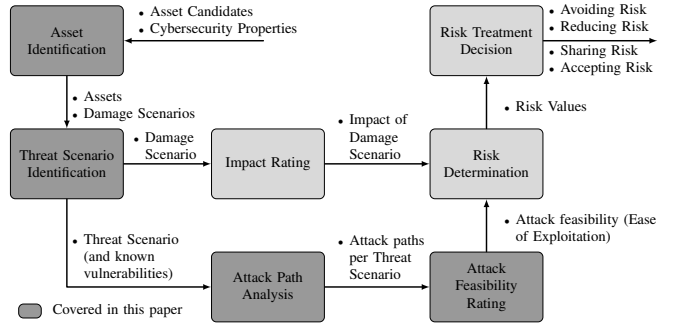 Asset
Identification
• Asset Candidates
• Cybersecurity Properties
Risk Treatment
Decision
• Avoiding Risk
• Reducing Risk
• Sharing Risk
• Accepting Risk
• Assets
• Damage Scenarios
• Risk Values
Threat Scenario
Identification
• Damage
Scenario
Impact Rating
• Impact of
Damage
Scenario
Risk
Determination
• Threat Scenario
(and known
vulnerabilities)
Attack Path
Analysis
• Attack paths
per Threat
Scenario
• Attack feasibility (Ease
of Exploitation)
Attack
Feasibility
Rating
Covered in this paper